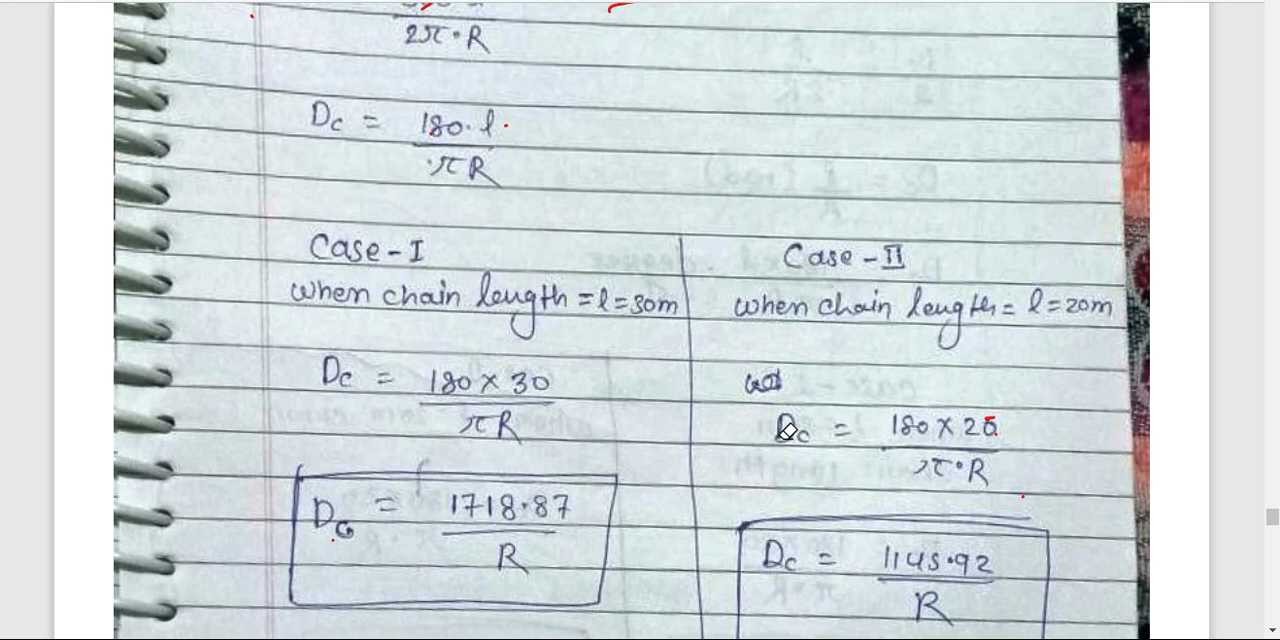 2π·R
Dc = 180·l
πR
Case-I
when chain length = l = 30m
Dc = 180 × 30
πR
Dc = 1718.87
R
Case-II
when chain length = l = 20m
Dc = 180 × 20
π·R
Dc = 1145.92
R